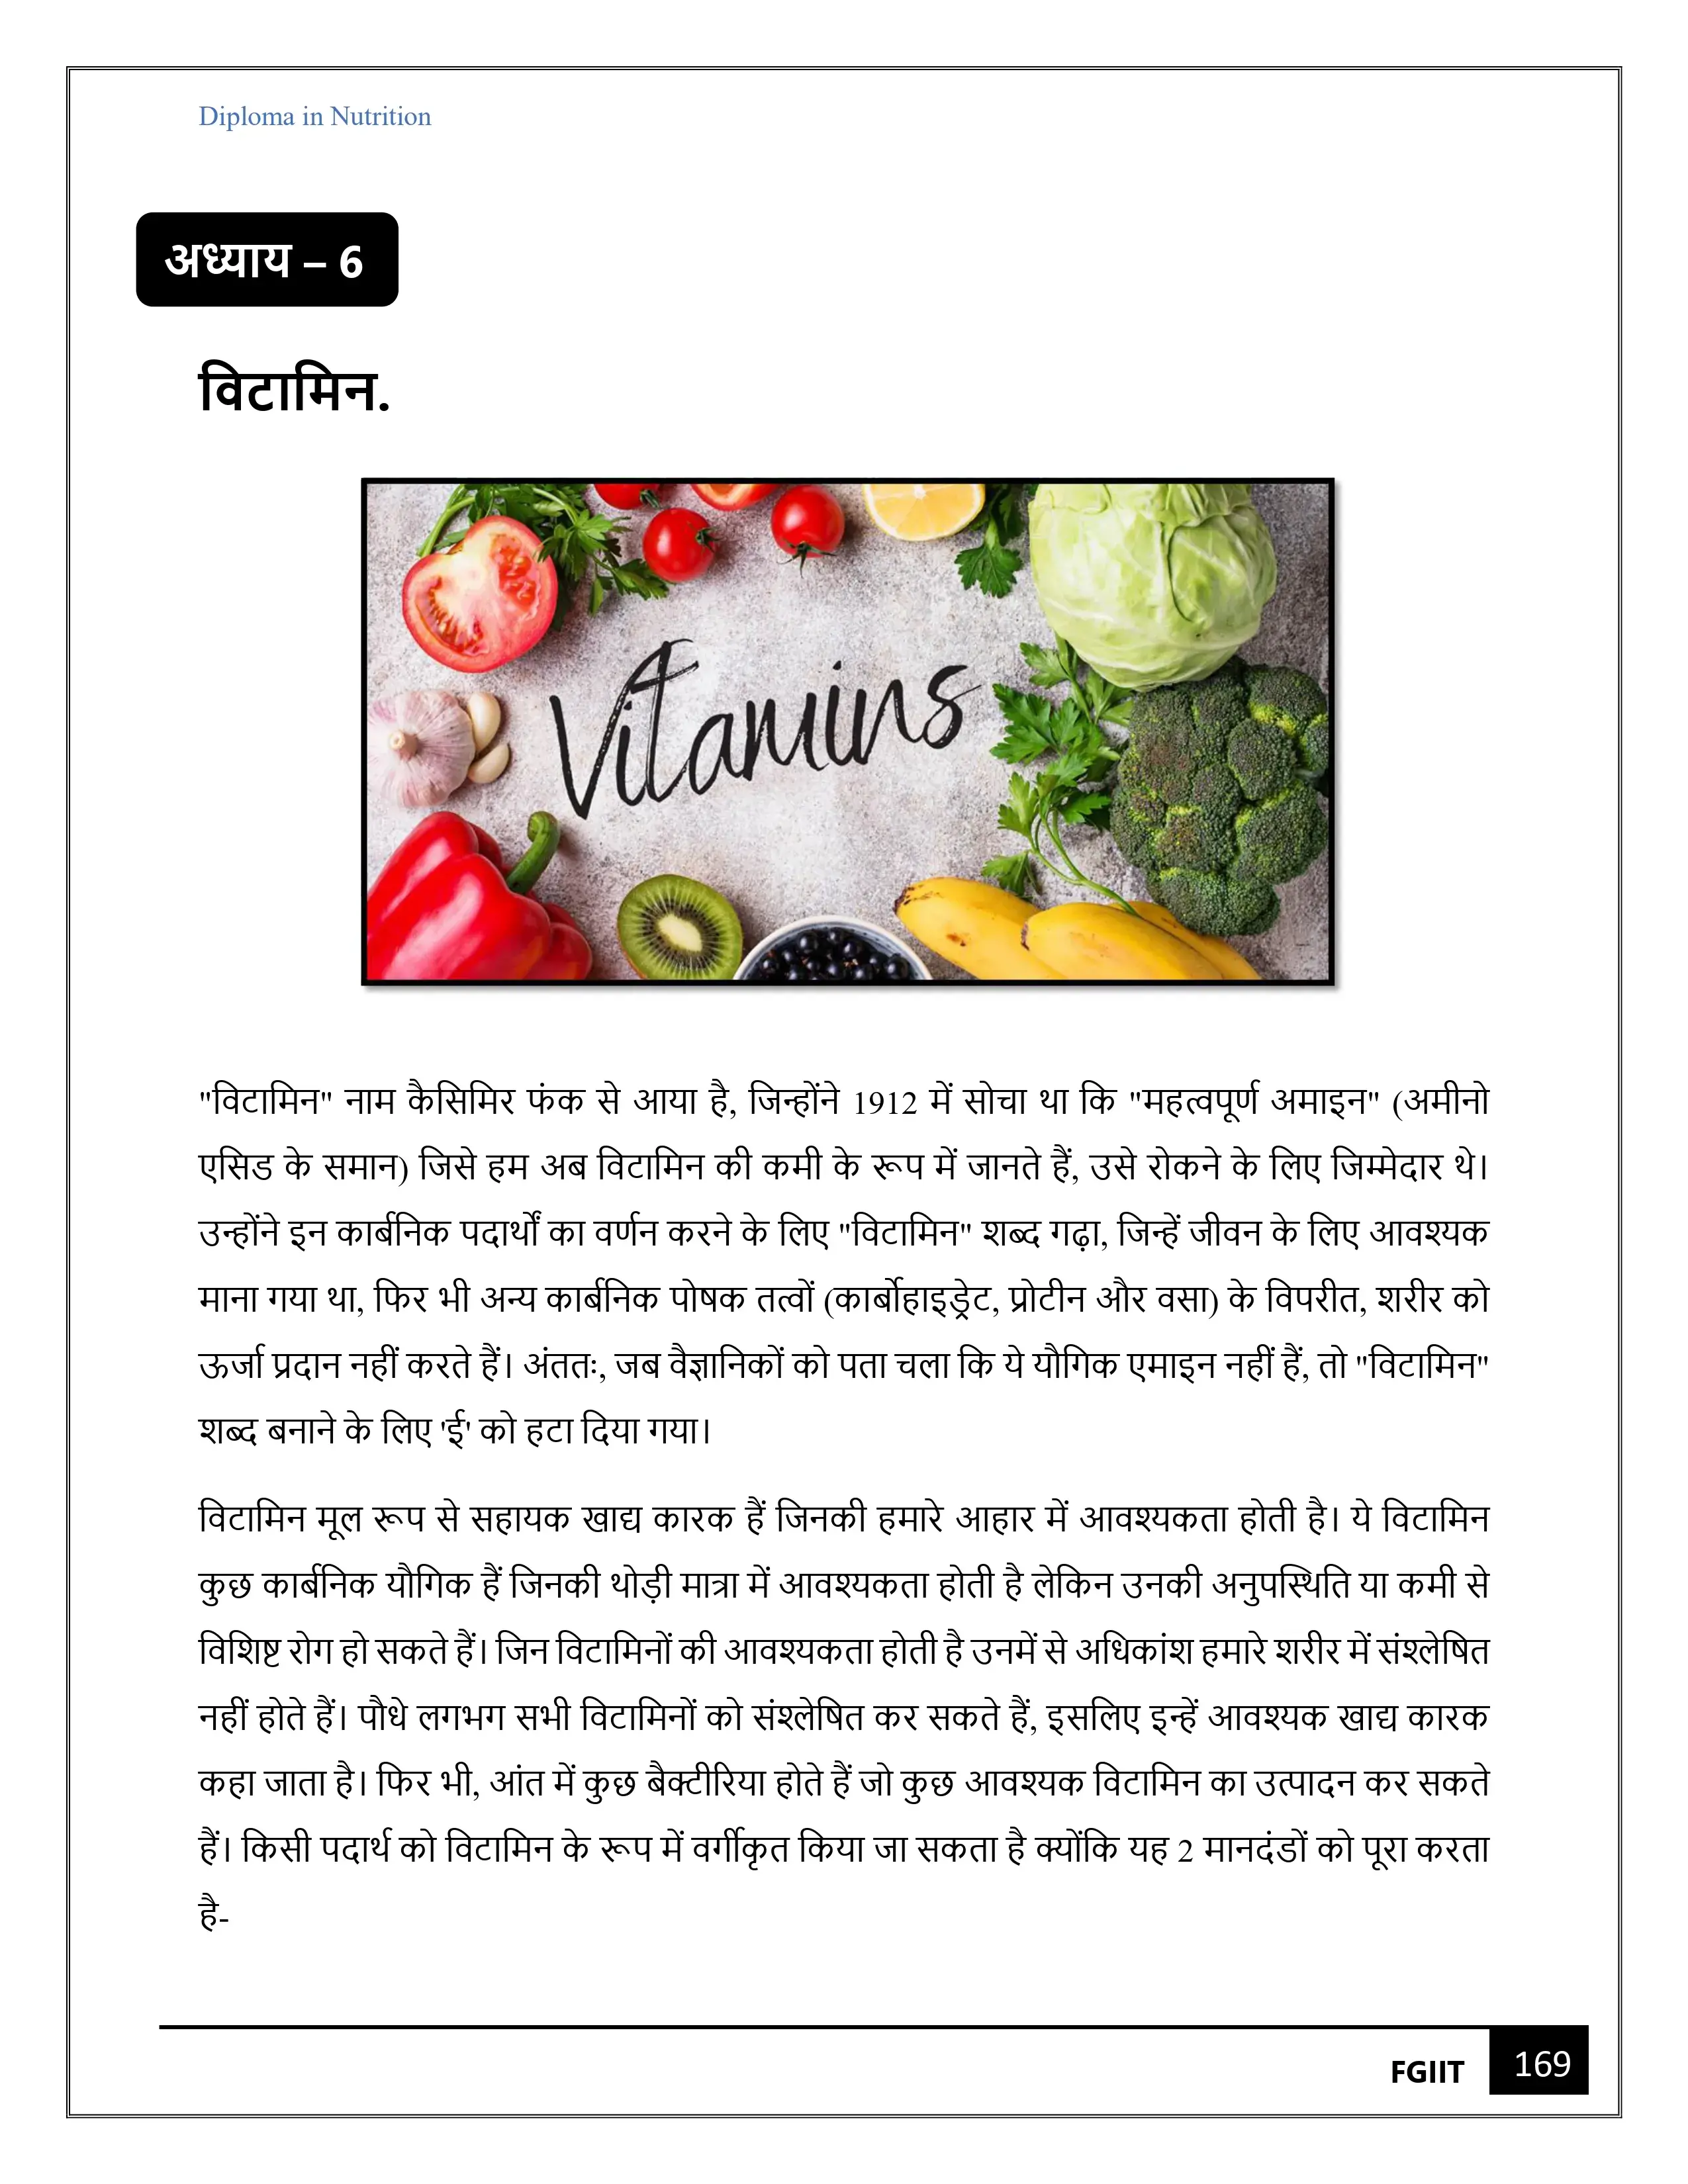 Diploma in Nutrition
अध्याय – 6
विटामिन.
Vitamins
"विटामिन" नाम कैसिमिर फंक से आया है, जिन्होंने 1912 में सोचा था कि "महत्वपूर्ण अमाइन" (अमीनो
एसिड के समान) जिसे हम अब विटामिन की कमी के रूप में जानते हैं, उसे रोकने के लिए जिम्मेदार थे।
उन्होंने इन कार्बनिक पदार्थों का वर्णन करने के लिए "विटामिन" शब्द गढ़ा, जिन्हें जीवन के लिए आवश्यक
माना गया था, फिर भी अन्य कार्बनिक पोषक तत्वों (कार्बोहाइड्रेट, प्रोटीन और वसा) के विपरीत, शरीर को
ऊर्जा प्रदान नहीं करते हैं। अंततः, जब वैज्ञानिकों को पता चला कि ये यौगिक एमाइन नहीं हैं, तो "विटामिन"
शब्द बनाने के लिए 'ई' को हटा दिया गया।
विटामिन मूल रूप से सहायक खाद्य कारक हैं जिनकी हमारे आहार में आवश्यकता होती है। ये विटामिन
कुछ कार्बनिक यौगिक हैं जिनकी थोड़ी मात्रा में आवश्यकता होती है लेकिन उनकी अनुपस्थिति या कमी से
विशिष्ट रोग हो सकते हैं। जिन विटामिनों की आवश्यकता होती है उनमें से अधिकांश हमारे शरीर में संश्लेषित
नहीं होते हैं। पौधे लगभग सभी विटामिनों को संश्लेषित कर सकते हैं, इसलिए इन्हें आवश्यक खाद्य कारक
कहा जाता है। फिर भी, आंत में कुछ बैक्टीरिया होते हैं जो कुछ आवश्यक विटामिन का उत्पादन कर सकते
हैं। किसी पदार्थ को विटामिन के रूप में वर्गीकृत किया जा सकता है क्योंकि यह 2 मानदंडों को पूरा करता
है-
FGIIT 169